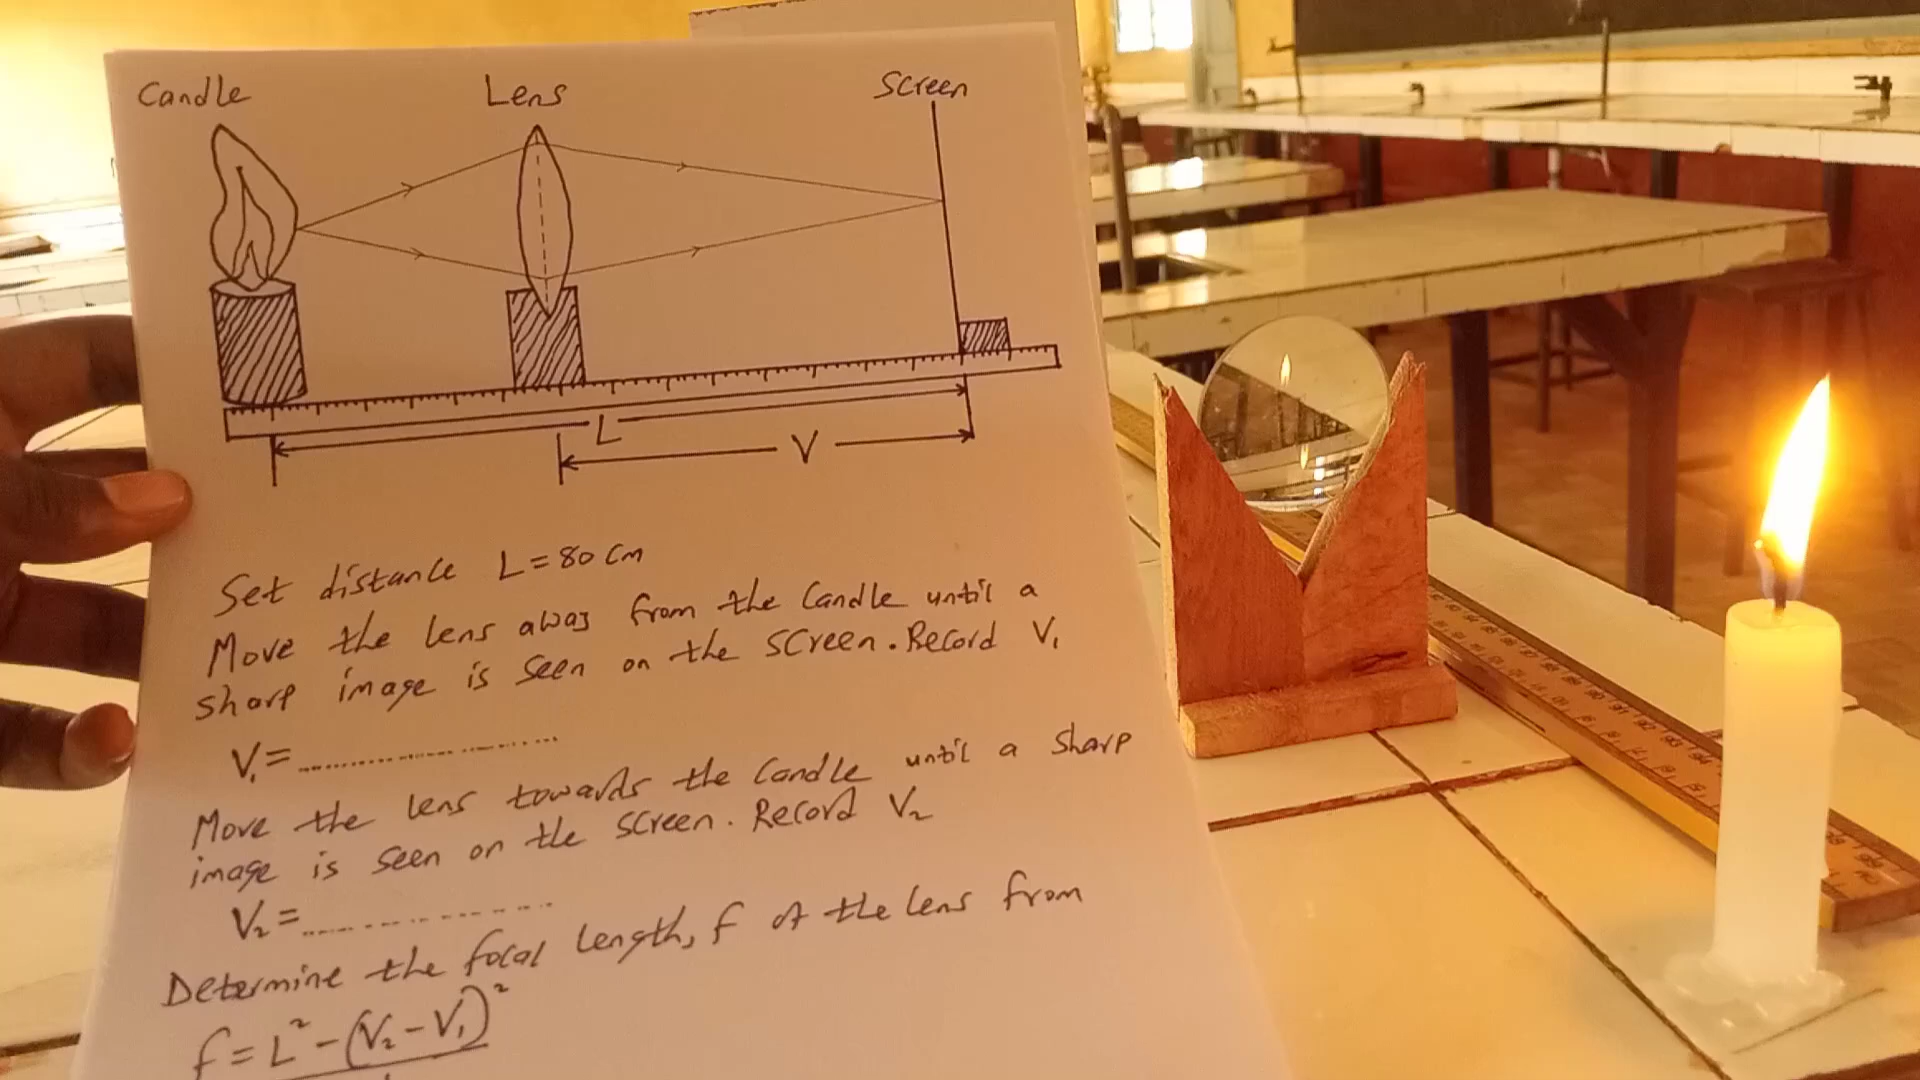 Candle Lens Screen
L
V
Set distance L = 80 cm
Move the lens away from the Candle until a
sharp image is seen on the screen. Record V₁
V₁ = ....................
Move the lens towards the Candle until a sharp
image is seen on the screen. Record V₂
V₂ = ....................
Determine the focal length, f of the lens from
f = L² - (V₂ - V₁)²